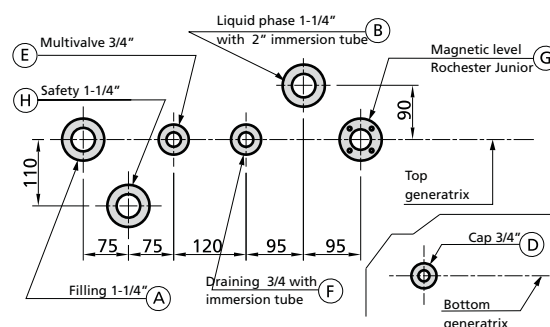 Liquid phase 1-1/4"
with 2" immersion tube
B
Multivalve 3/4"
E
Magnetic level
Rochester Junior
G
H
Safety 1-1/4"
90
110
Top
generatrix
75
75
120
95
95
Cap 3/4"
D
Filling 1-1/4"
A
Draining 3/4 with
immersion tube
F
Bottom
generatrix